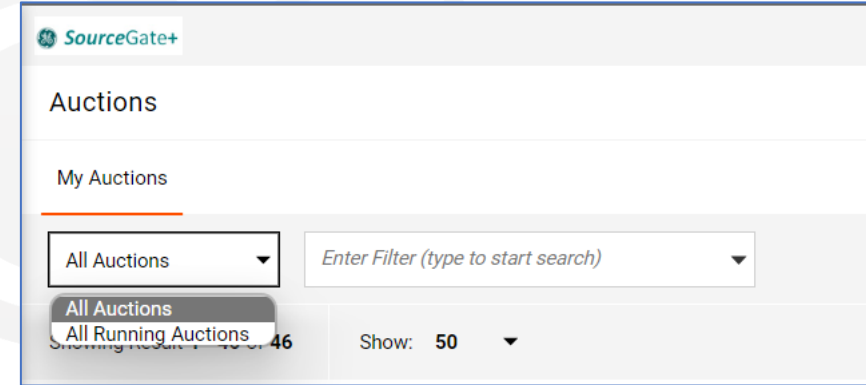 SourceGate+
Auctions
My Auctions
All Auctions
Enter Filter (type to start search)
All Auctions
All Running Auctions
46
Show: 50